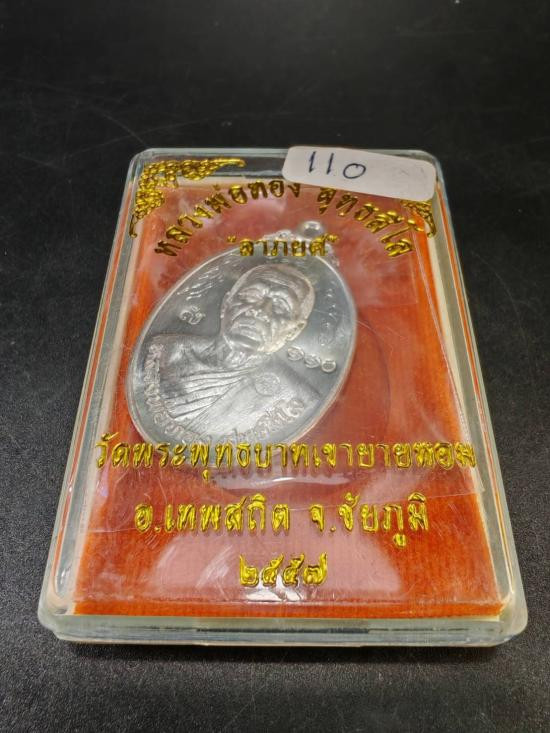 110
หลวงพ่อทอง สุทธสีโล
"ลาภยศ"
๑๑๐
วัดพระพุทธบาทเขายายหอม
อ.เทพสถิต จ.ชัยภูมิ
๒๕๕๗